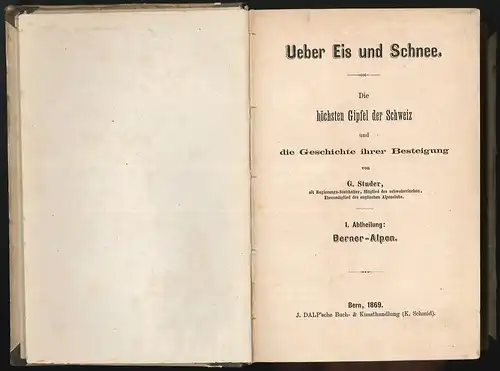 Ueber Eis und Schnee.
Die
höchsten Gipfel der Schweiz
und
die Geschichte ihrer Besteigung
von
G. Studer,
alt Regierungs-Statthalter, Mitglied des schweizerischen,
Ehrenmitglied des englischen Alpenclubs.
I. Abtheilung:
Berner-Alpen.
Bern, 1869.
J. DALP'sche Buch- & Kunsthandlung (K. Schmid).